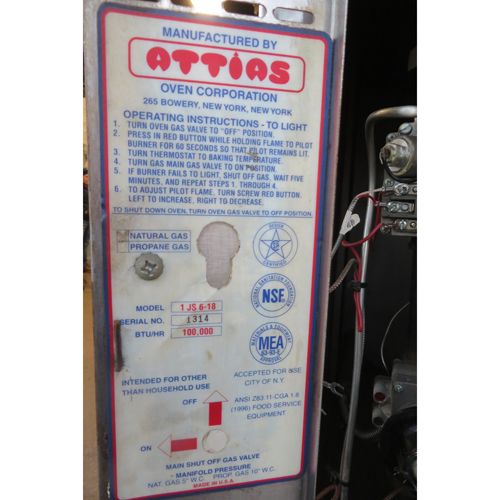 MANUFACTURED BY
ATTIAS
OVEN CORPORATION
265 BOWERY, NEW YORK, NEW YORK
OPERATING INSTRUCTIONS - TO LIGHT
1. TURN OVEN GAS VALVE TO "OFF" POSITION.
2. PRESS IN RED BUTTON WHILE HOLDING FLAME TO PILOT
BURNER FOR 60 SECONDS SO THAT PILOT REMAINS LIT.
3. TURN THERMOSTAT TO BAKING TEMPERATURE.
4. TURN GAS MAIN GAS VALVE TO ON POSITION.
5. IF BURNER FAILS TO LIGHT, SHUT OFF GAS, WAIT FIVE
MINUTES, AND REPEAT STEPS 1. THROUGH 4.
6. TO ADJUST PILOT FLAME, TURN SCREW RED BUTTON.
LEFT TO INCREASE, RIGHT TO DECREASE.
TO SHUT DOWN OVEN, TURN OVEN GAS VALVE TO OFF POSITION.
NATURAL GAS
PROPANE GAS
DESIGN
CERTIFIED
NATIONAL SANITATION FOUNDATION
NSF
MODEL 1 JS 6-18
SERIAL NO. 1314
BTU/HR 100.000
MATERIALS & EQUIPMENT
MEA
ACCEPTED FOR USE
CITY OF N.Y
INTENDED FOR OTHER
THAN HOUSEHOLD USE
OFF
ANSI Z83.11-CGA 1.8
(1996) FOOD SERVICE
EQUIPMENT
ON
MAIN SHUT OFF GAS VALVE
- MANIFOLD PRESSURE
NAT. GAS 5" W.C. PROP. GAS 10" W.C.
MADE IN U.S.A